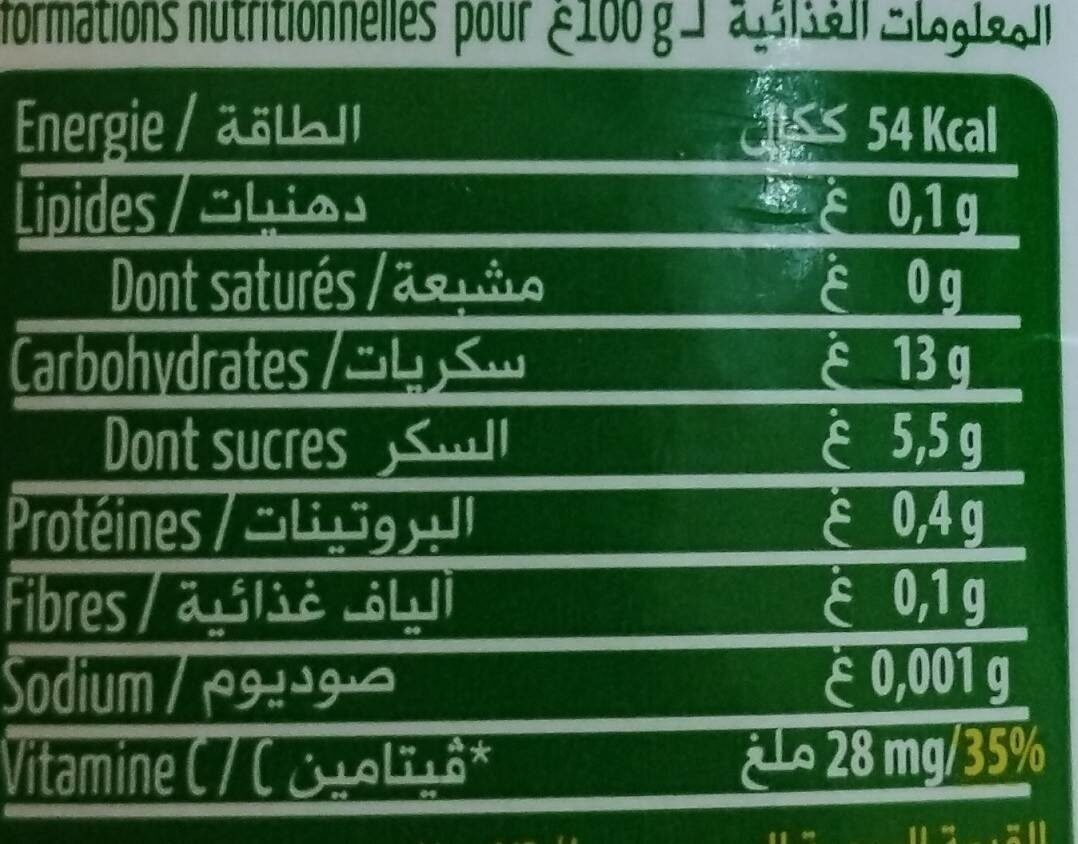 formations nutritionnelles pour 100 g المعلومات الغذائية لـ 100غ
Energie / الطاقة ككال 54 Kcal
Lipides / دهنيات غ 0,1 g
Dont saturés / مشبعة غ 0 g
Carbohydrates / سكريات غ 13 g
Dont sucres السكر غ 5,5 g
Protéines / البروتينات غ 0,4 g
Fibres / ألياف غذائية غ 0,1 g
Sodium / صوديوم غ 0,001 g
Vitamine C / C ڤيتامين* ملغ 28 mg/35%